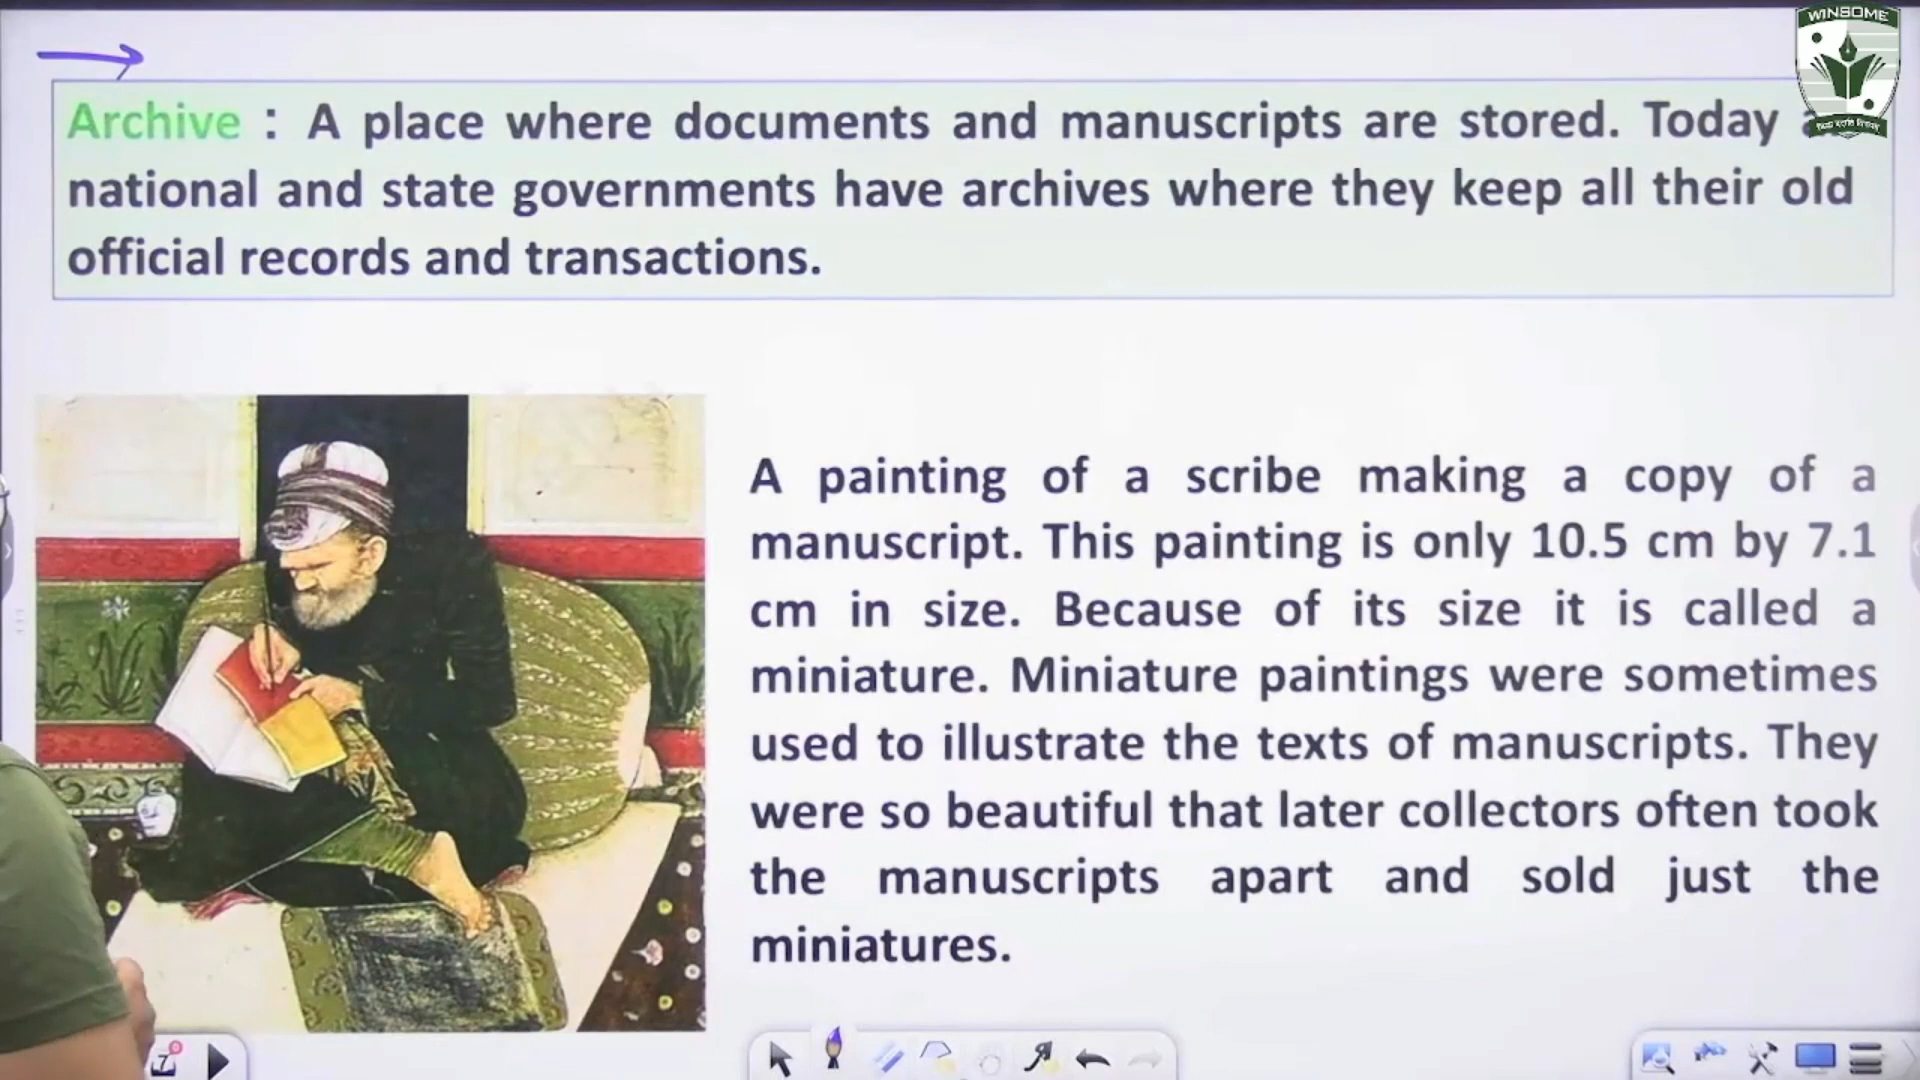 WINSOME
Archive : A place where documents and manuscripts are stored. Today
national and state governments have archives where they keep all their old
official records and transactions.
A painting of a scribe making a copy of a
manuscript. This painting is only 10.5 cm by 7.1
cm in size. Because of its size it is called a
miniature. Miniature paintings were sometimes
used to illustrate the texts of manuscripts. They
were so beautiful that later collectors often took
the manuscripts apart and sold just the
miniatures.